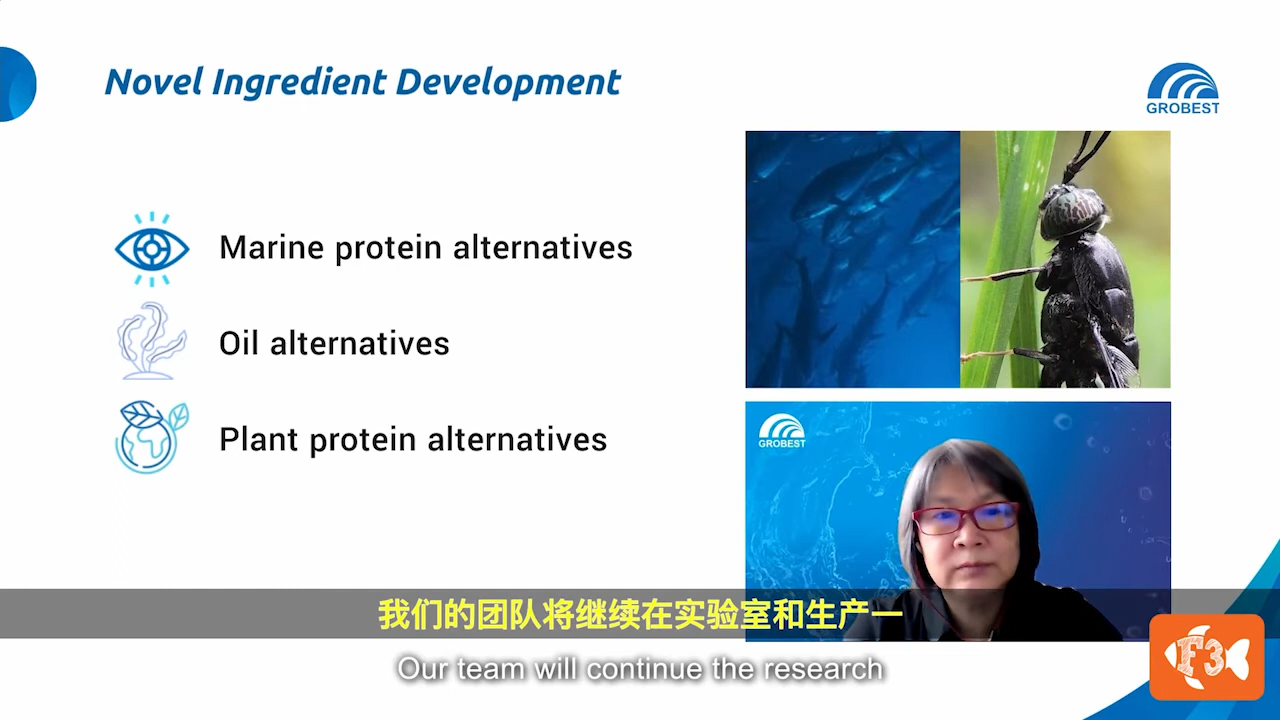 Novel Ingredient Development
GROBEST
Marine protein alternatives
Oil alternatives
Plant protein alternatives
GROBEST
我们的团队将继续在实验室和生产一
Our team will continue the research
F3